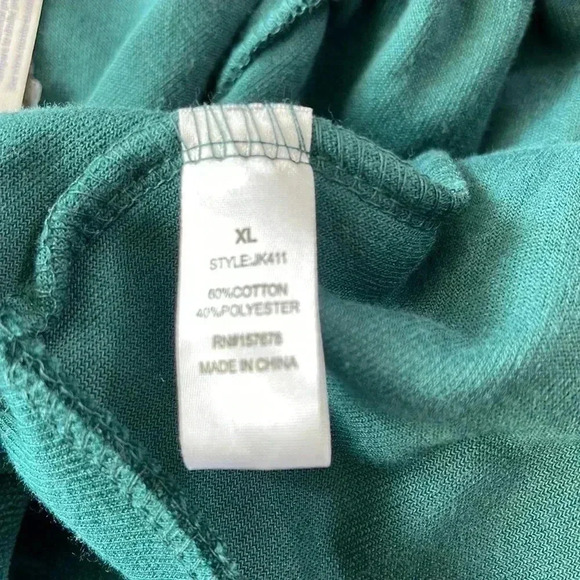 XL
STYLE:JK411
60%COTTON
40%POLYESTER
RN#157678
MADE IN CHINA